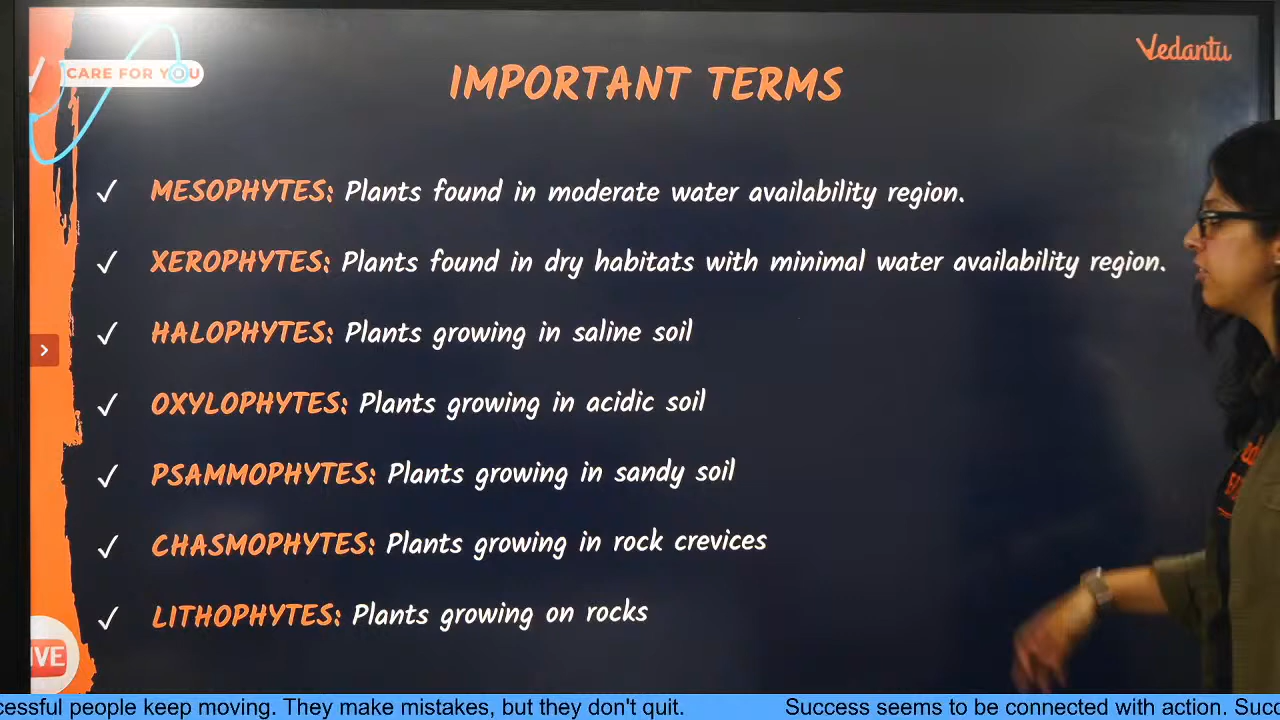 Vedantu
CARE FOR YOU
IMPORTANT TERMS
✓ MESOPHYTES: Plants found in moderate water availability region.
✓ XEROPHYTES: Plants found in dry habitats with minimal water availability region.
✓ HALOPHYTES: Plants growing in saline soil
✓ OXYLOPHYTES: Plants growing in acidic soil
✓ PSAMMOPHYTES: Plants growing in sandy soil
✓ CHASMOPHYTES: Plants growing in rock crevices
✓ LITHOPHYTES: Plants growing on rocks
IVE
cessful people keep moving. They make mistakes, but they don't quit. Success seems to be connected with action. Succ